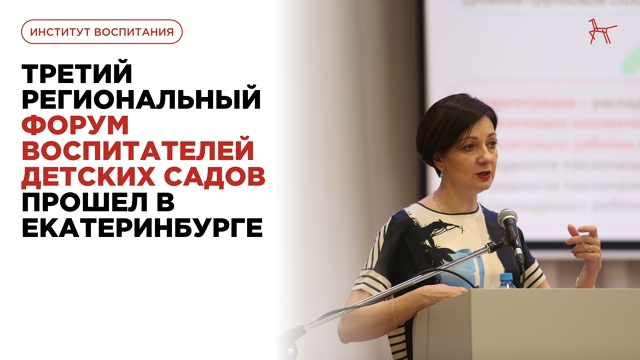 ИНСТИТУТ ВОСПИТАНИЯ
ТРЕТИЙ
РЕГИОНАЛЬНЫЙ
ФОРУМ
ВОСПИТАТЕЛЕЙ
ДЕТСКИХ САДОВ
ПРОШЕЛ В
ЕКАТЕРИНБУРГЕ